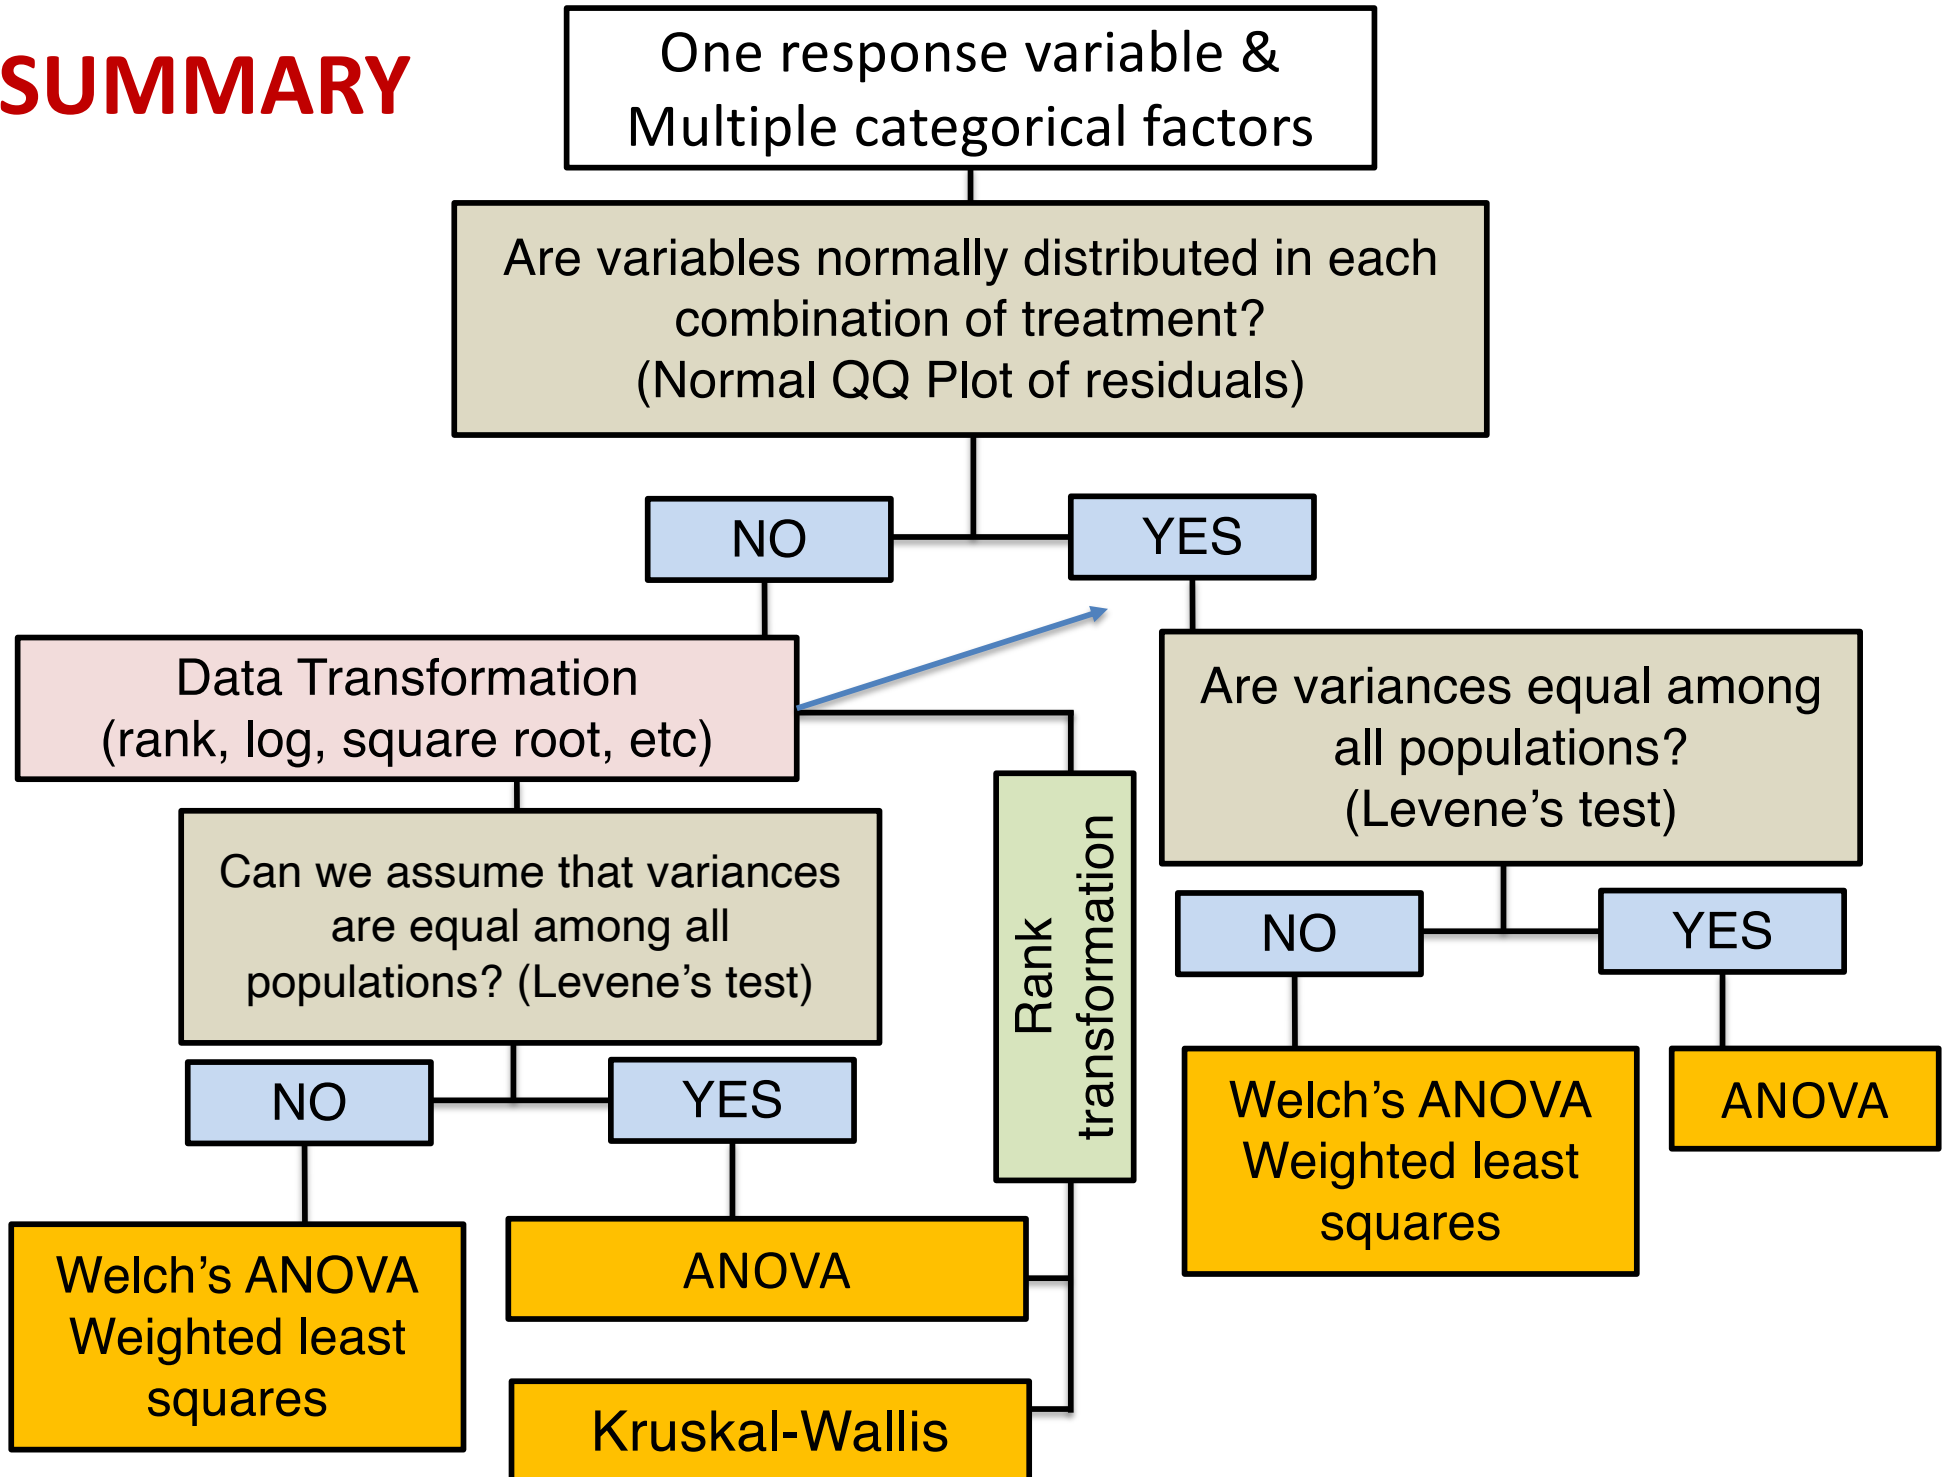 SUMMARY
One response variable &
Multiple categorical factors
Are variables normally distributed in each
combination of treatment?
(Normal QQ Plot of residuals)
NO
YES
Data Transformation
(rank, log, square root, etc)
Are variances equal among
all populations?
(Levene’s test)
Can we assume that variances
are equal among all
populations? (Levene’s test)
Rank
transformation
NO
YES
NO
YES
Welch’s ANOVA
Weighted least
squares
ANOVA
Welch’s ANOVA
Weighted least
squares
ANOVA
Kruskal-Wallis